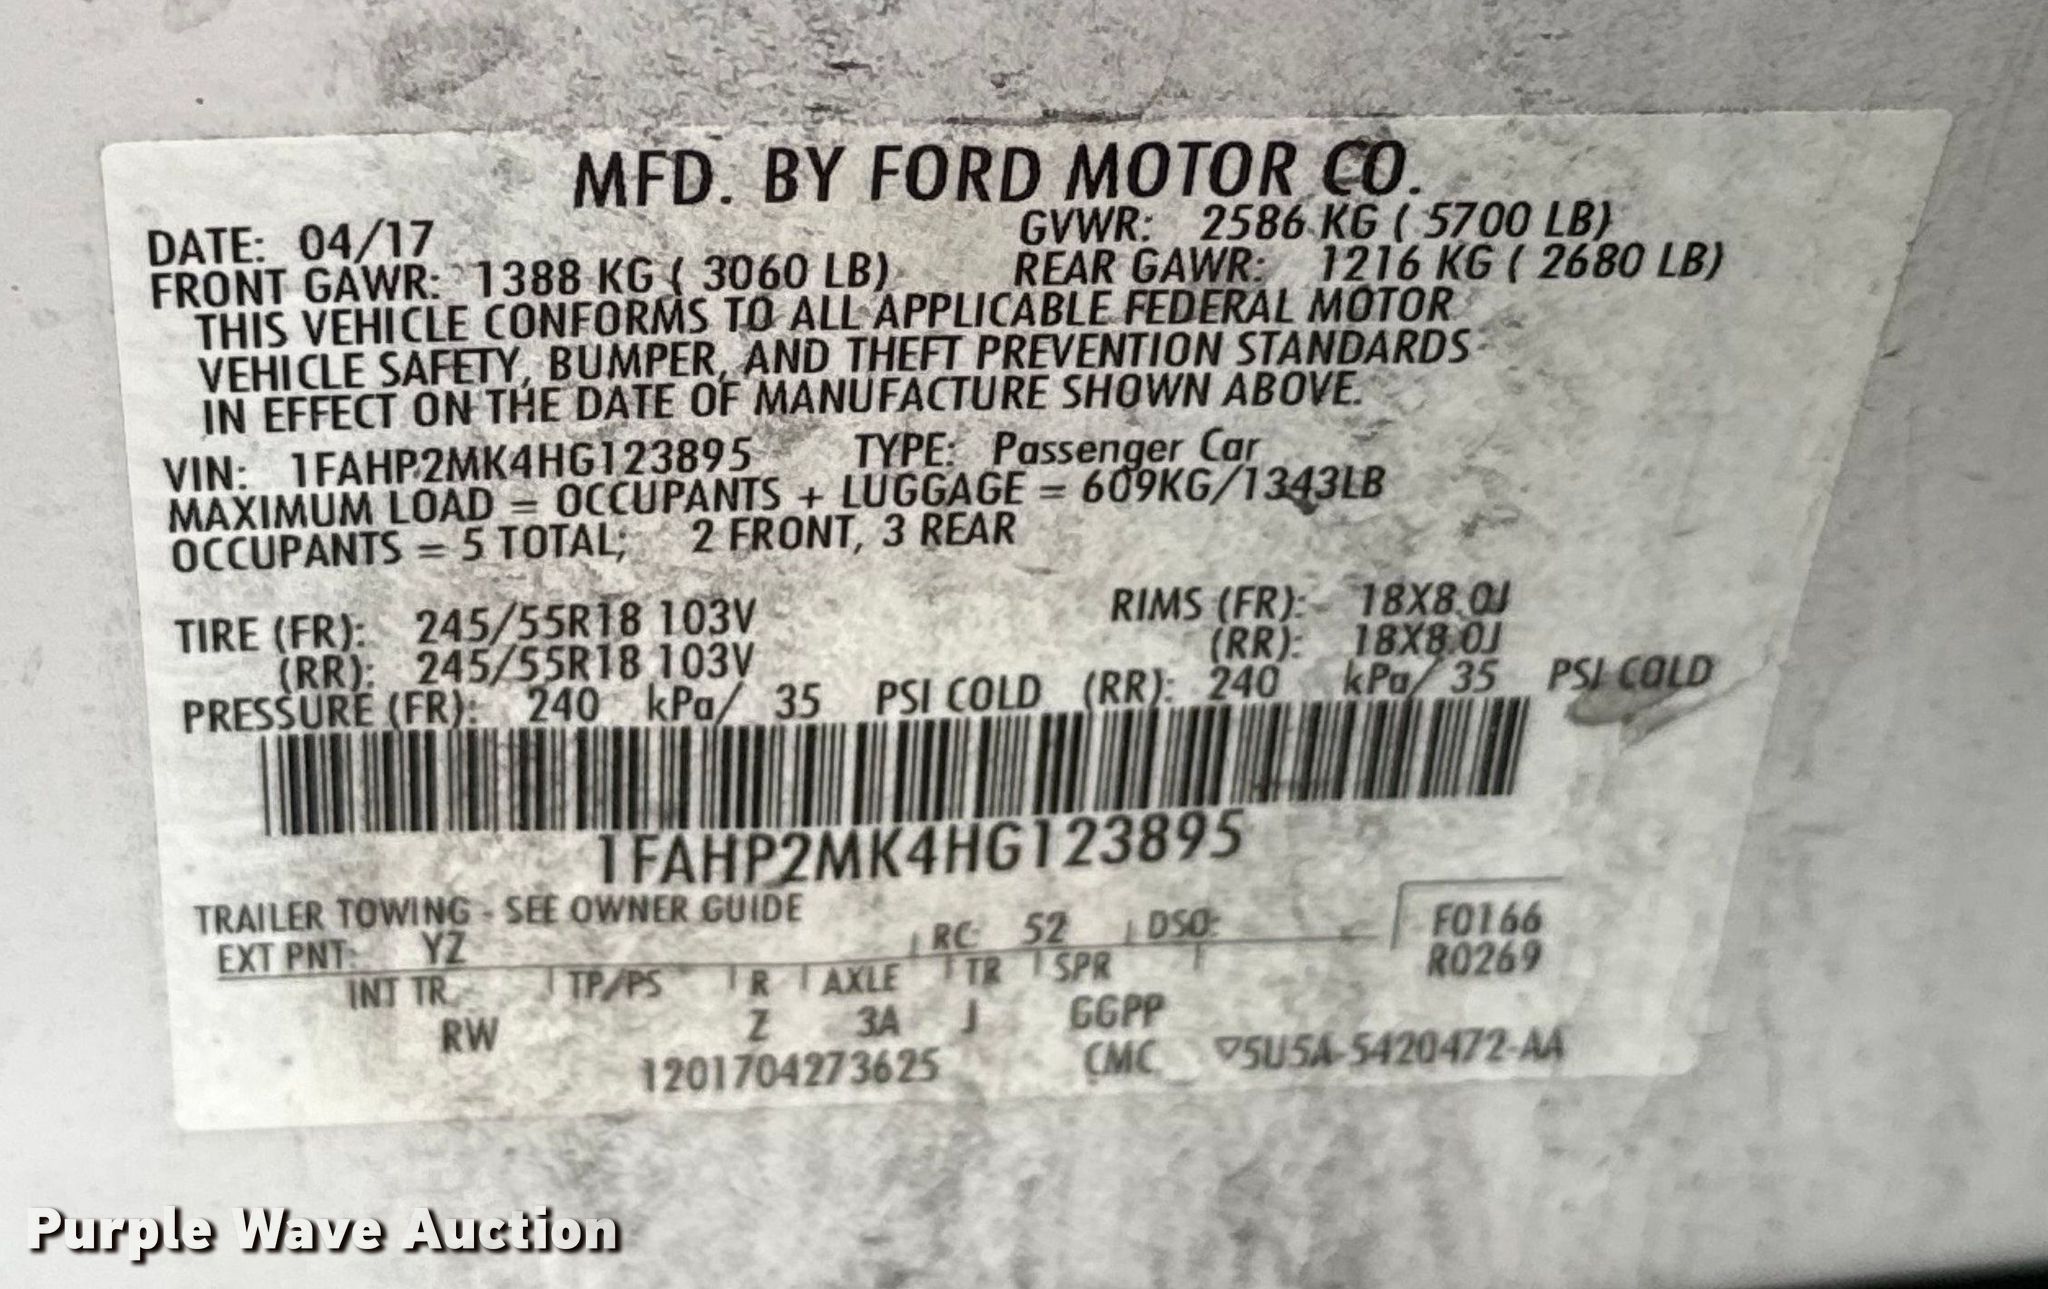 MFD. BY FORD MOTOR CO.
DATE: 04/17 GVWR: 2586 KG ( 5700 LB)
FRONT GAWR: 1388 KG ( 3060 LB) REAR GAWR: 1216 KG ( 2680 LB)
THIS VEHICLE CONFORMS TO ALL APPLICABLE FEDERAL MOTOR
VEHICLE SAFETY, BUMPER, AND THEFT PREVENTION STANDARDS
IN EFFECT ON THE DATE OF MANUFACTURE SHOWN ABOVE.
VIN: 1FAHP2MK4HG123895 TYPE: Passenger Car
MAXIMUM LOAD = OCCUPANTS + LUGGAGE = 609KG/1343LB
OCCUPANTS = 5 TOTAL; 2 FRONT, 3 REAR
TIRE (FR): 245/55R18 103V RIMS (FR): 18X8.0J
(RR): 245/55R18 103V (RR): 18X8.0J
PRESSURE (FR): 240 kPa/ 35 PSI COLD (RR): 240 kPa/ 35 PSI COLD
1FAHP2MK4HG123895
TRAILER TOWING - SEE OWNER GUIDE
EXT PNT: YZ RC: 52 DSO: F0166
R0269
INT TR TP/PS R AXLE TR SPR
RW Z 3A J GGPP
1201704273625 CMC ▽5U5A-5420472-AA
Purple Wave Auction